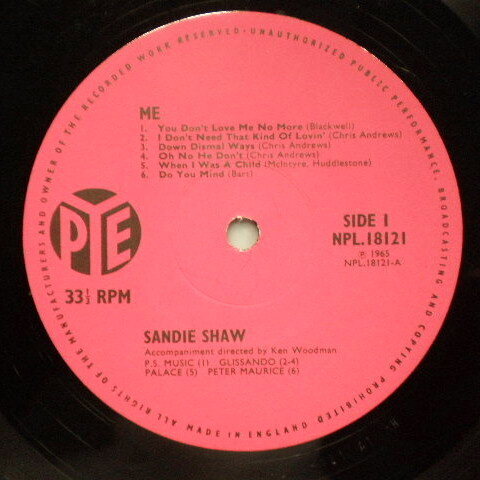 ALL RIGHTS OF THE MANUFACTURERS AND OWNER OF THE RECORDED WORK RESERVED·UNAUTHORIZED PUBLIC PERFORMANCE, BROADCASTING AND COPYING PROHIBITED
ME
1. You Don't Love Me No More (Blackwell)
2. I Don't Need That Kind Of Lovin' (Chris Andrews)
3. Down Dismal Ways (Chris Andrews)
4. Oh No He Don't (Chris Andrews)
5. When I Was A Child (McIntyre, Huddlestone)
6. Do You Mind (Bart)
PYE
SIDE 1
NPL.18121
℗ 1965
NPL.18121-A
33⅓ RPM
SANDIE SHAW
Accompaniment directed by Ken Woodman
P.S. MUSIC (1) GLISSANDO (2-4)
PALACE (5) PETER MAURICE (6)
MADE IN ENGLAND